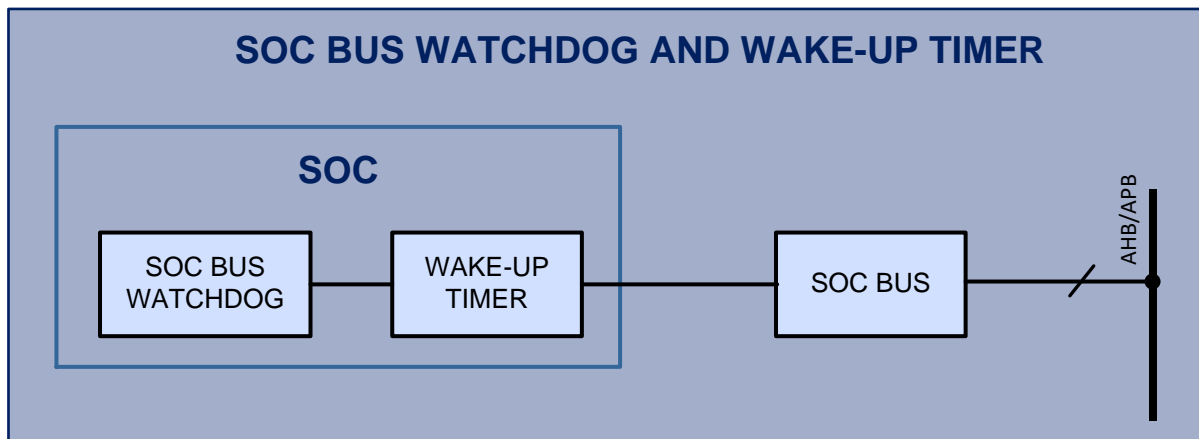 SOC BUS WATCHDOG AND WAKE-UP TIMER
SOC
SOC BUS
WATCHDOG
WAKE-UP
TIMER
SOC BUS
AHB/APB